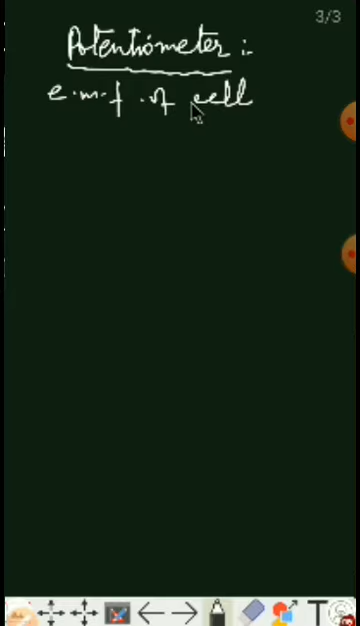 3/3
Potentiometer :-
e.m.f. of cell
T